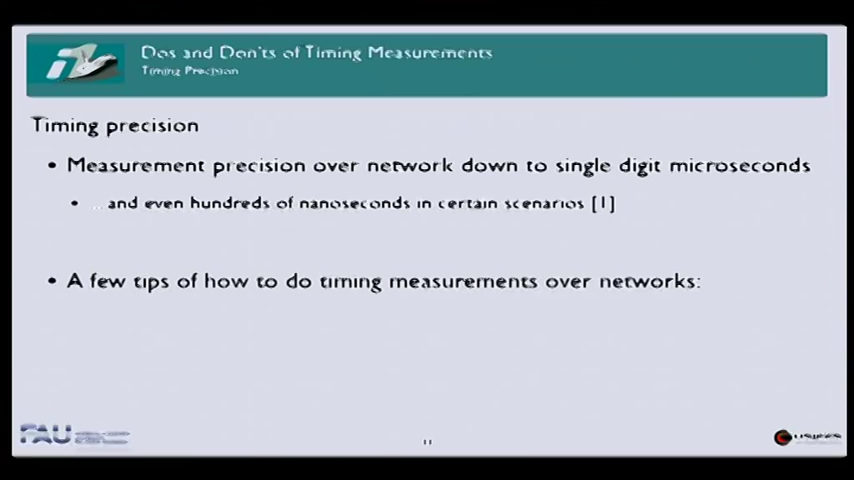 Dos and Don'ts of Timing Measurements
Timing Precision
Timing precision
• Measurement precision over network down to single digit microseconds
• ...and even hundreds of nanoseconds in certain scenarios [1]
• A few tips of how to do timing measurements over networks:
FAU
11